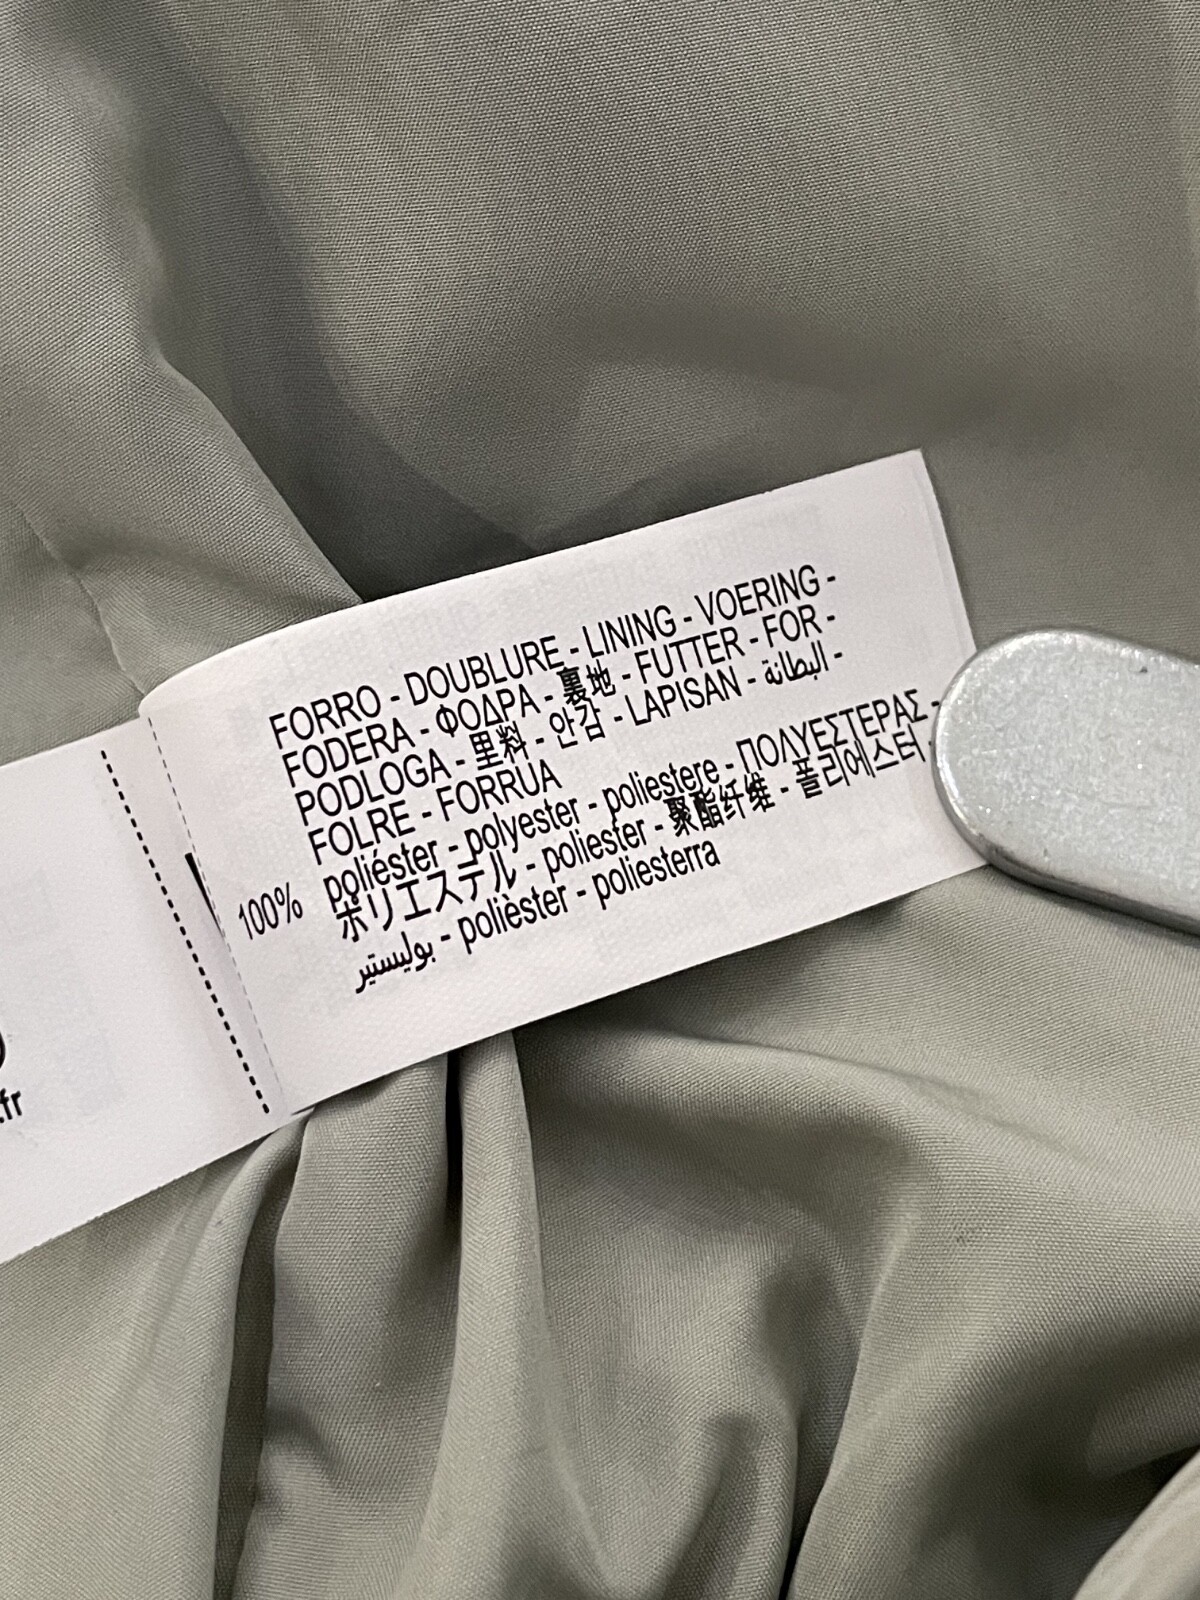 FORRO - DOUBLURE - LINING - VOERING -
FODERA - ΦΟΔΡΑ - 裏地 - FUTTER - FOR -
PODLOGA - 里料 - 안감 - LAPISAN - البطانة -
FOLRE - FORRUA
100% poliéster - polyester - poliestere - ΠΟΛΥΕΣΤΕΡΑΣ -
ポリエステル - poliester - 聚酯纤维 - 폴리에스터 -
بوليستير - polièster - poliesterra
.fr